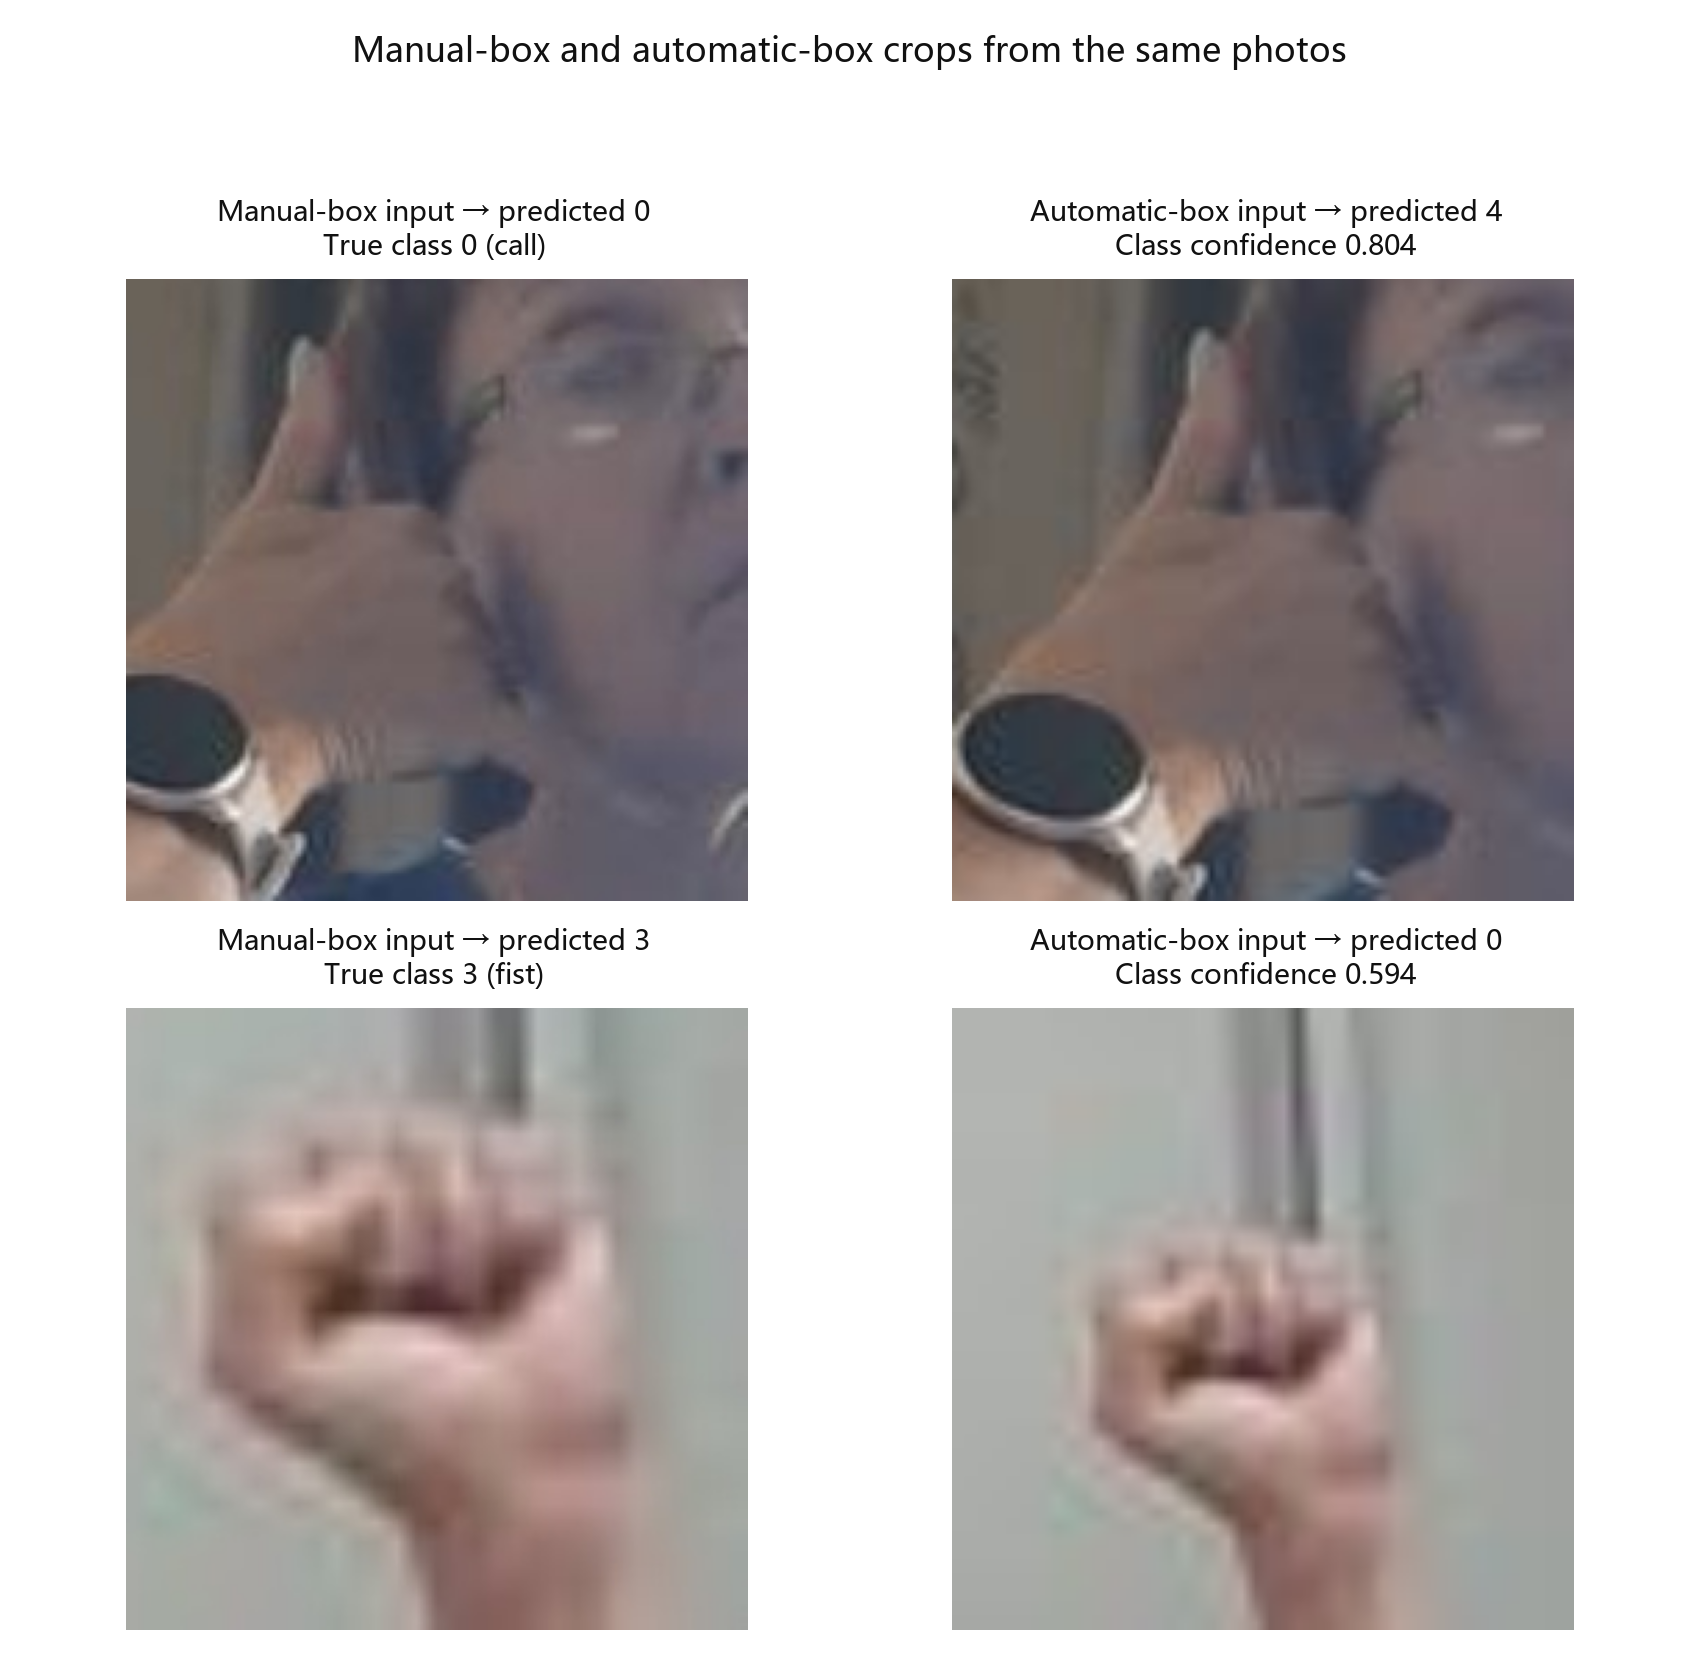 Manual-box and automatic-box crops from the same photos
Manual-box input → predicted 0
True class 0 (call)
Automatic-box input → predicted 4
Class confidence 0.804
Manual-box input → predicted 3
True class 3 (fist)
Automatic-box input → predicted 0
Class confidence 0.594